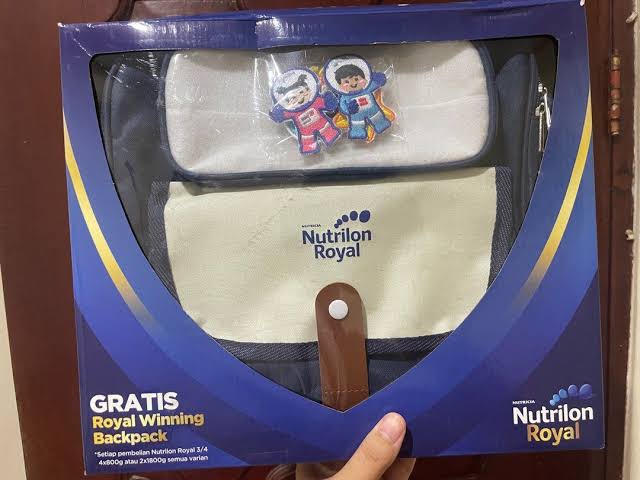 NUTRICIA
Nutrilon
Royal
GRATIS
Royal Winning
Backpack
*Setiap pembelian Nutrilon Royal 3/4
4x800g atau 2x1800g semua varian
NUTRICIA
Nutrilon
Royal